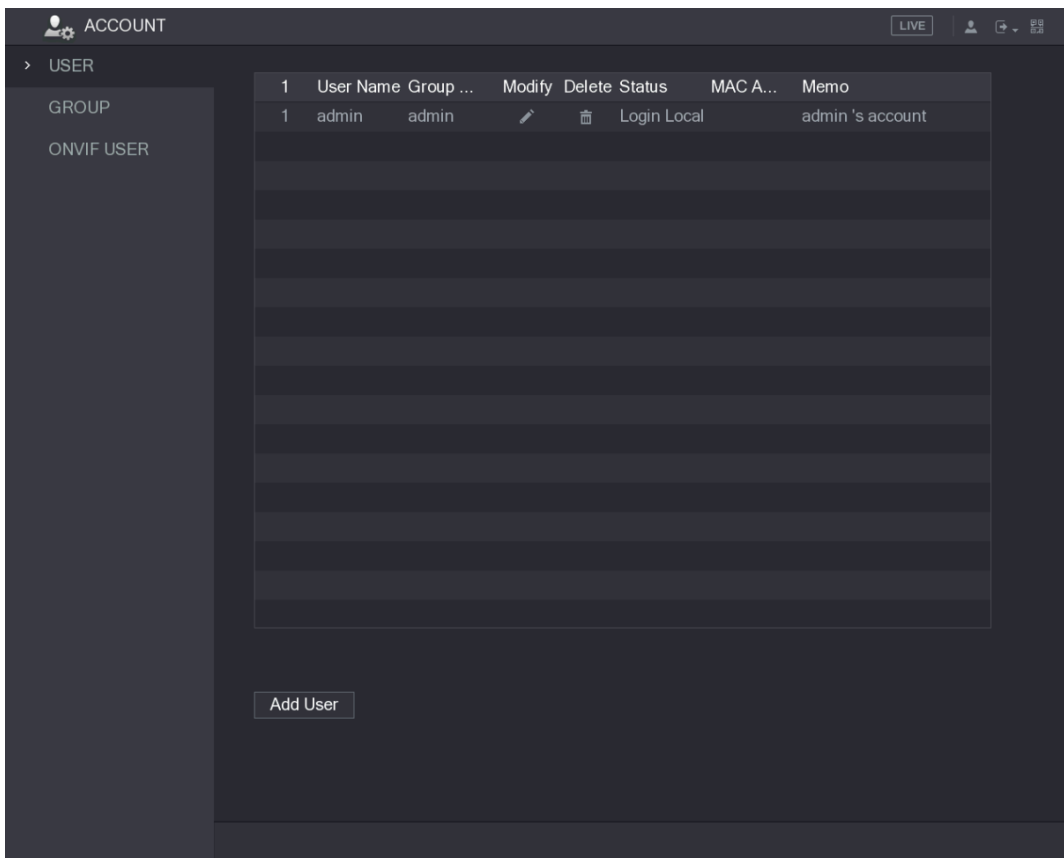 ACCOUNT LIVE
USER
GROUP
ONVIF USER
1 User Name Group ... Modify Delete Status MAC A... Memo
1 admin admin Login Local admin 's account
Add User